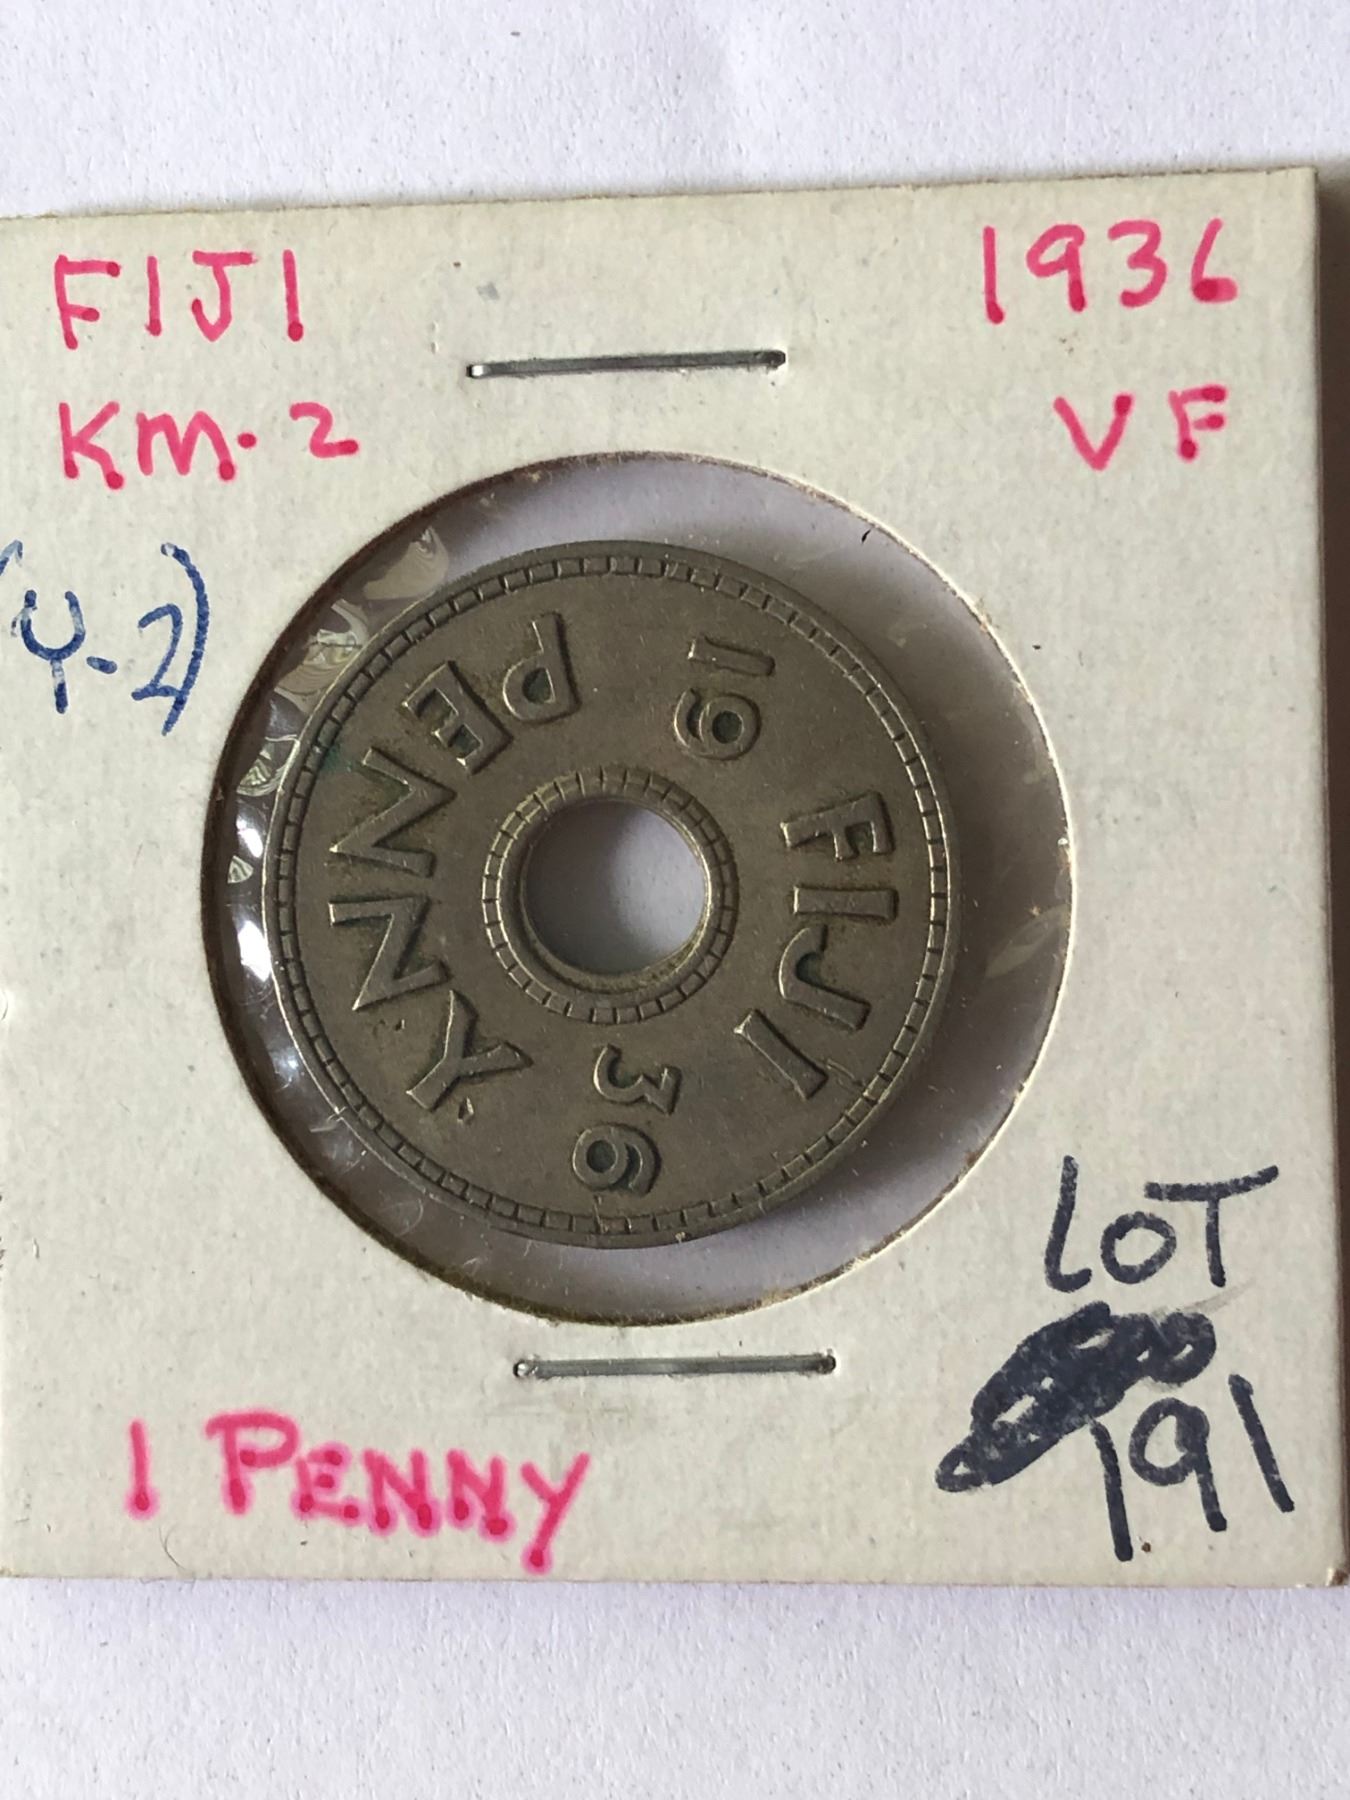 FIJI
1936
KM-2
VF
(Y-2)
FIJI
19 36
PENNY
LOT
191
1 PENNY